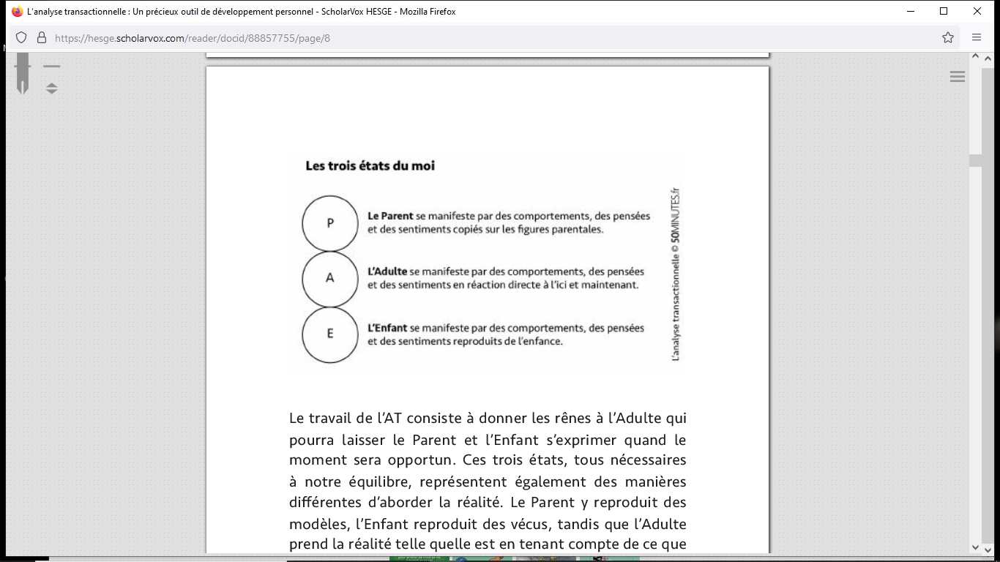 L'analyse transactionnelle : Un précieux outil de développement personnel - ScholarVox HESGE - Mozilla Firefox
https://hesge.scholarvox.com/reader/docid/88857755/page/8
Les trois états du moi
P
Le Parent se manifeste par des comportements, des pensées
et des sentiments copiés sur les figures parentales.
A
L'Adulte se manifeste par des comportements, des pensées
et des sentiments en réaction directe à l'ici et maintenant.
E
L'Enfant se manifeste par des comportements, des pensées
et des sentiments reproduits de l'enfance.
L'analyse transactionnelle © 50MINUTES.fr
Le travail de l'AT consiste à donner les rênes à l'Adulte qui
pourra laisser le Parent et l'Enfant s'exprimer quand le
moment sera opportun. Ces trois états, tous nécessaires
à notre équilibre, représentent également des manières
différentes d'aborder la réalité. Le Parent y reproduit des
modèles, l'Enfant reproduit des vécus, tandis que l'Adulte
prend la réalité telle quelle est en tenant compte de ce que